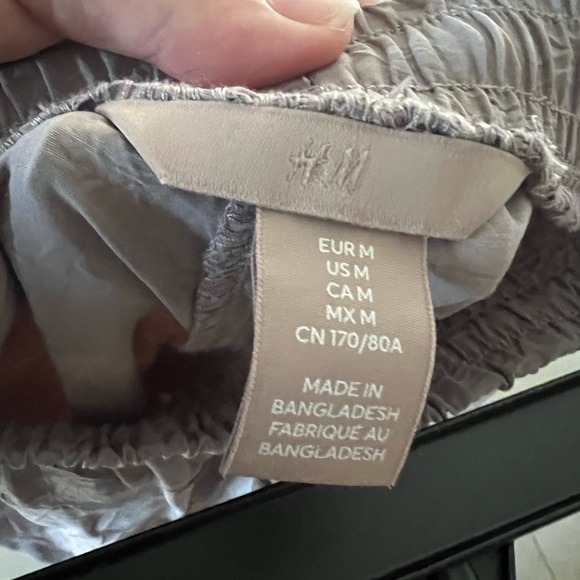 H&M
EUR M
US M
CA M
MX M
CN 170/80A
MADE IN
BANGLADESH
FABRIQUÉ AU
BANGLADESH